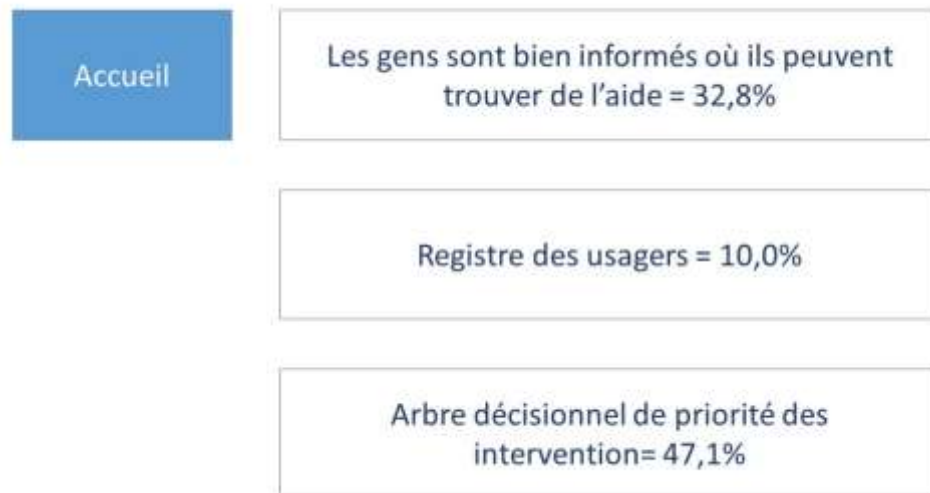 Accueil
Les gens sont bien informés où ils peuvent
trouver de l'aide = 32,8%
Registre des usagers = 10,0%
Arbre décisionnel de priorité des
intervention= 47,1%